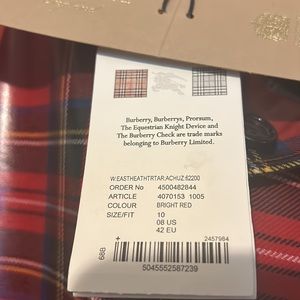 Burberry, Burberrys, Prorsum,
The Equestrian Knight Device and
The Burberry Check are trade marks
belonging to Burberry Limited.
W:EASTHEATHTRTAR:ACHUZ:62200
ORDER No 4500482844
ARTICLE 4070153 1005
COLOUR BRIGHT RED
SIZE/FIT 10
08 US
42 EU
2457984
68B
5045552587239